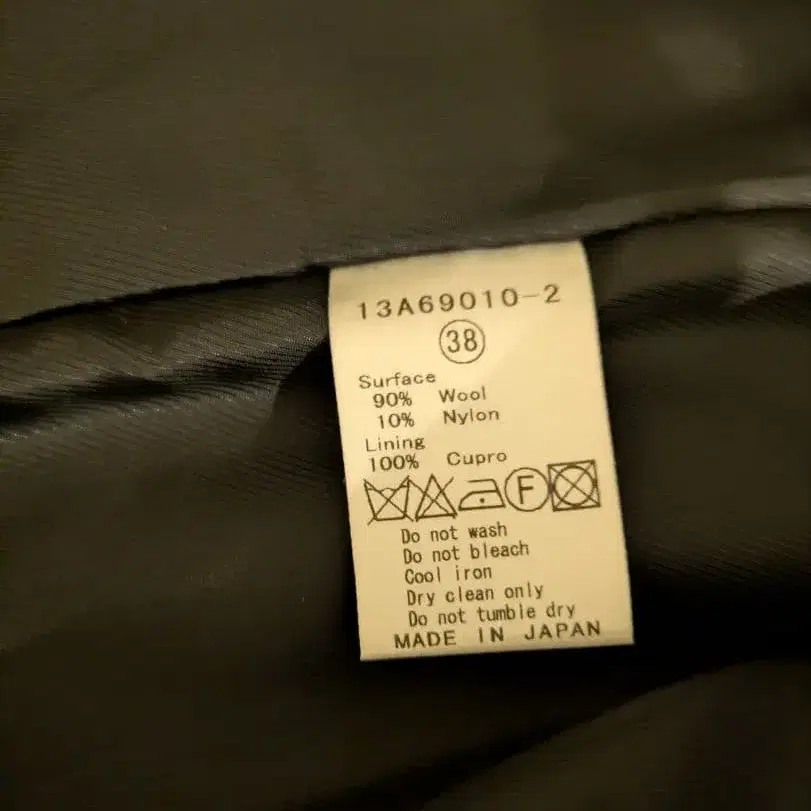 13A69010-2
38
Surface
90% Wool
10% Nylon
Lining
100% Cupro
F
Do not wash
Do not bleach
Cool iron
Dry clean only
Do not tumble dry
MADE IN JAPAN